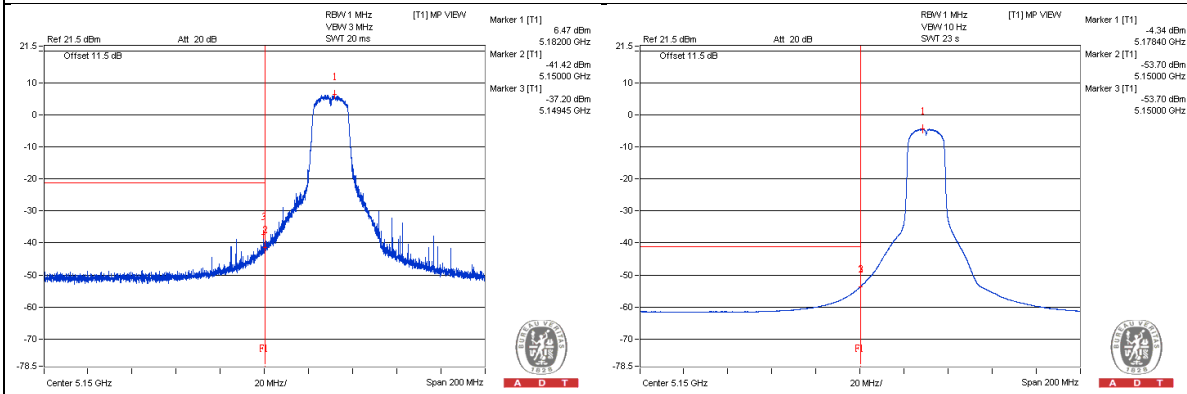 RBW 1 MHz
VBW 3 MHz
SWT 20 ms
[T1] MP VIEW
Ref 21.5 dBm
Att 20 dB
Offset 11.5 dB
Marker 1 [T1]
6.47 dBm
5.18200 GHz
Marker 2 [T1]
-41.42 dBm
5.15000 GHz
Marker 3 [T1]
-37.20 dBm
5.14945 GHz
21.5
10
0
-10
-20
-30
-40
-50
-60
-70
-78.5
1
3
2
F1
Center 5.15 GHz
20 MHz/
Span 200 MHz
BUREAU VERITAS
1828
A D T
RBW 1 MHz
VBW 10 Hz
SWT 23 s
[T1] MP VIEW
Ref 21.5 dBm
Att 20 dB
Offset 11.5 dB
Marker 1 [T1]
-4.34 dBm
5.17840 GHz
Marker 2 [T1]
-53.70 dBm
5.15000 GHz
Marker 3 [T1]
-53.70 dBm
5.15000 GHz
21.5
10
0
-10
-20
-30
-40
-50
-60
-70
-78.5
1
F1
Center 5.15 GHz
20 MHz/
Span 200 MHz
BUREAU VERITAS
1828
A D T